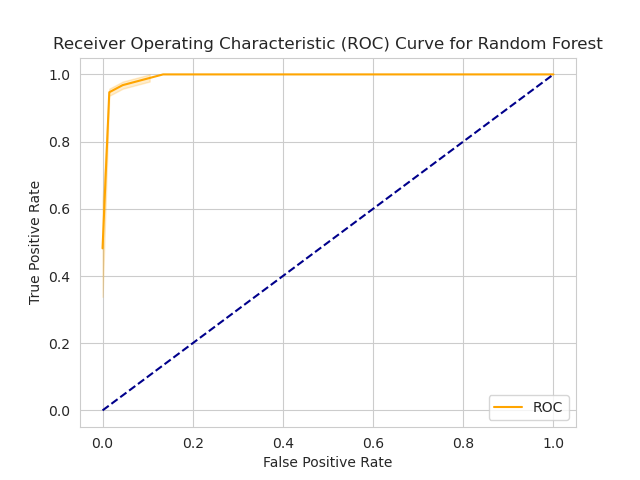 Receiver Operating Characteristic (ROC) Curve for Random Forest
1.0
0.8
0.6
0.4
0.2
0.0
True Positive Rate
0.0 0.2 0.4 0.6 0.8 1.0
False Positive Rate
ROC